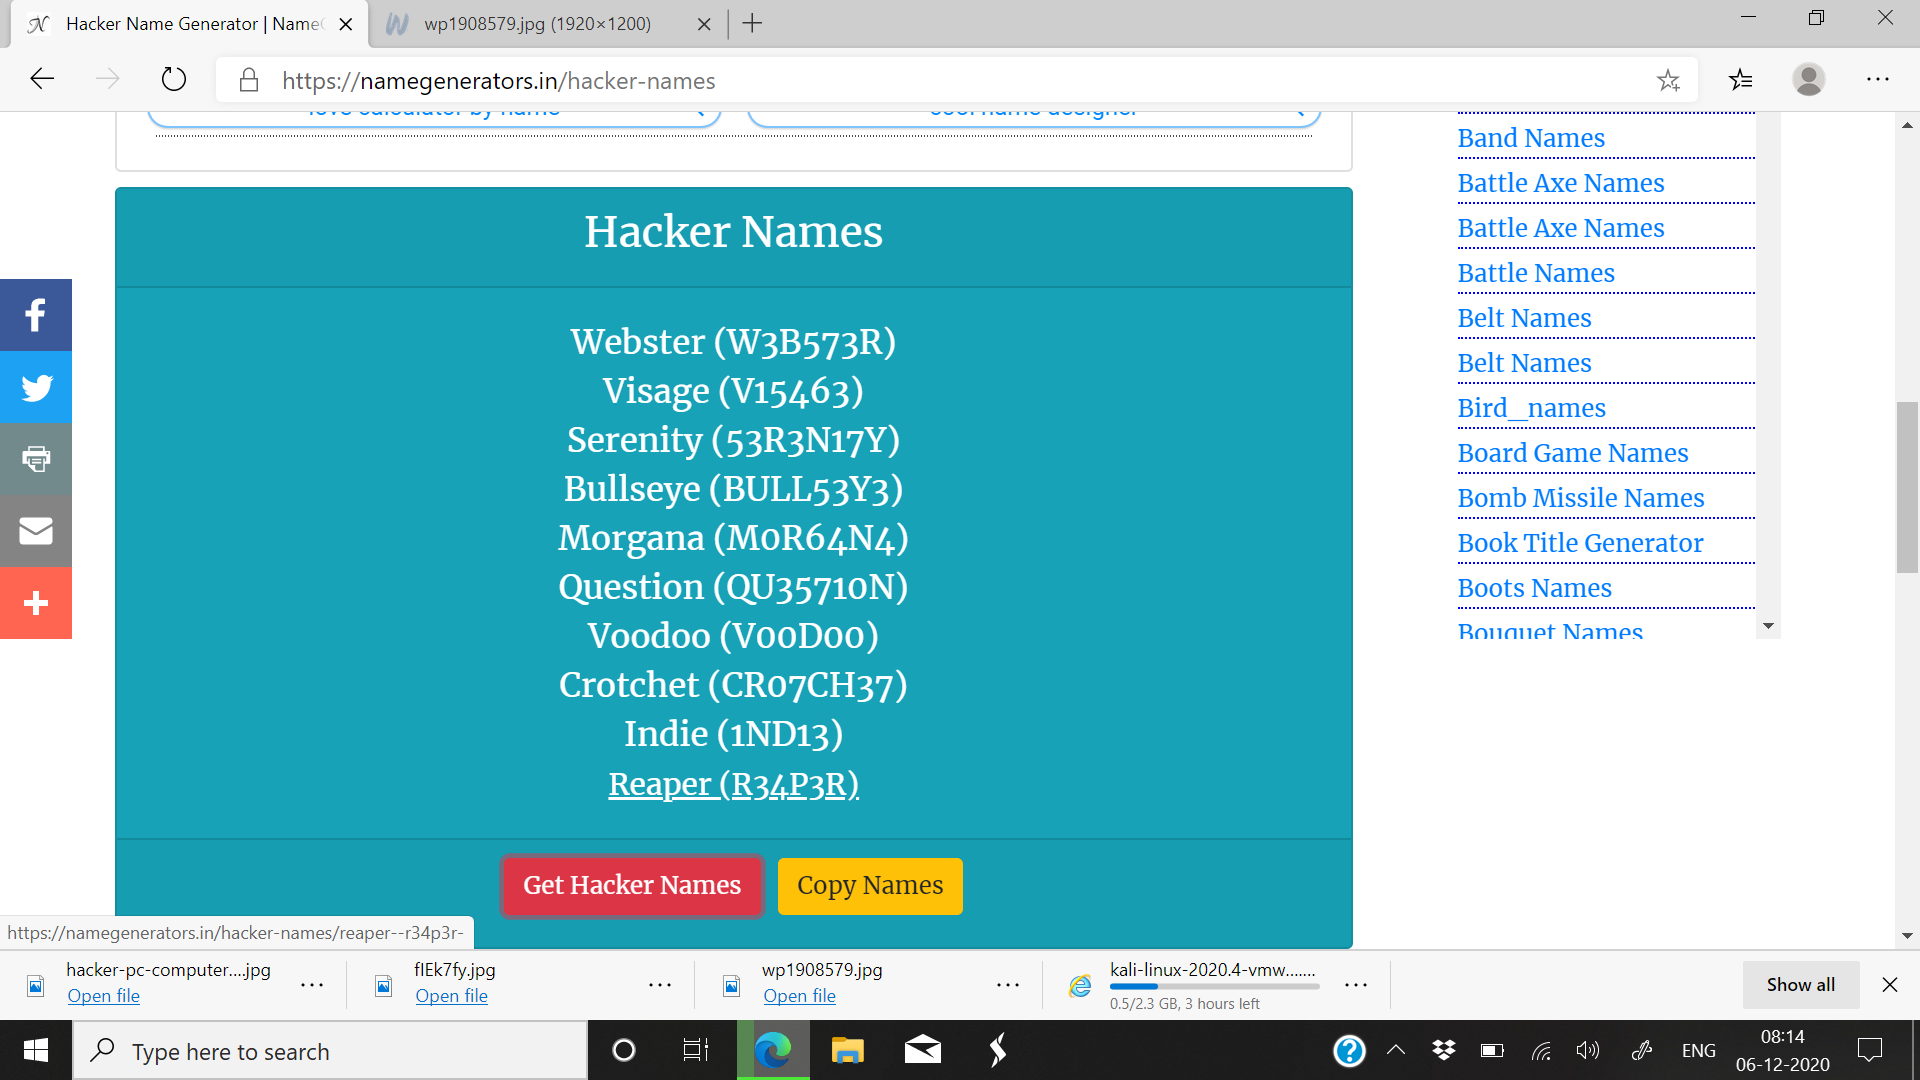 Hacker Name Generator | Name
wp1908579.jpg (1920×1200)
https://namegenerators.in/hacker-names
love calculator by name
cool name designer
Hacker Names
Webster (W3B573R)
Visage (V15463)
Serenity (53R3N17Y)
Bullseye (BULL53Y3)
Morgana (M0R64N4)
Question (QU35710N)
Voodoo (V00D00)
Crotchet (CR07CH37)
Indie (1ND13)
Reaper (R34P3R)
Get Hacker Names
Copy Names
Band Names
Battle Axe Names
Battle Axe Names
Battle Names
Belt Names
Belt Names
Bird_names
Board Game Names
Bomb Missile Names
Book Title Generator
Boots Names
Bouquet Names
https://namegenerators.in/hacker-names/reaper--r34p3r-
hacker-pc-computer....jpg
Open file
fIEk7fy.jpg
Open file
wp1908579.jpg
Open file
kali-linux-2020.4-vmw.......
0.5/2.3 GB, 3 hours left
Show all
Type here to search
ENG
08:14
06-12-2020